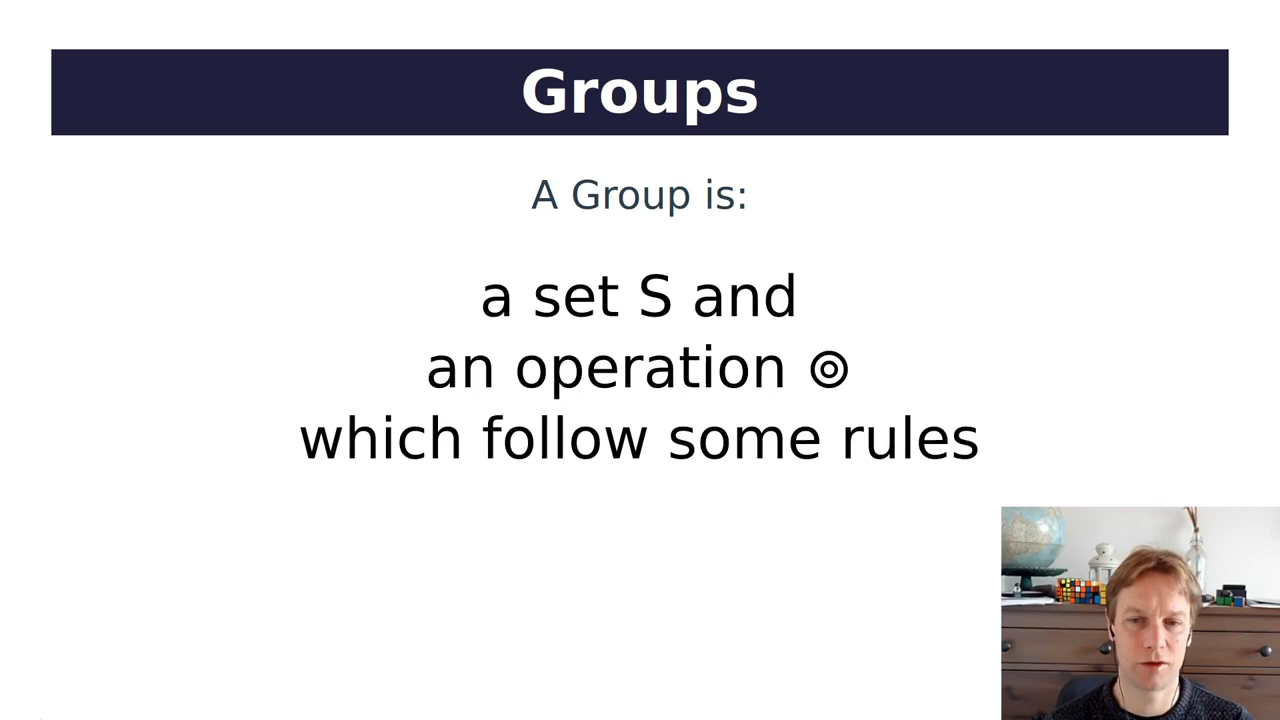 Groups
A Group is:
a set S and
an operation ⊚
which follow some rules